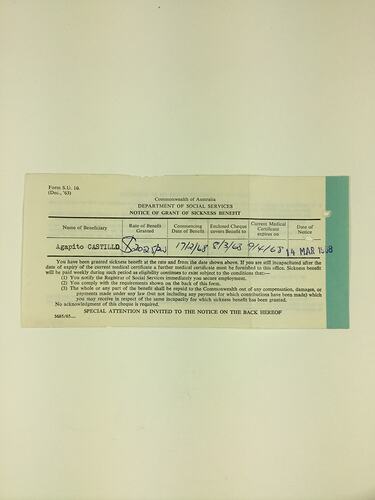 Form S.U. 16.
(Dec., '63)
Commonwealth of Australia
DEPARTMENT OF SOCIAL SERVICES
NOTICE OF GRANT OF SICKNESS BENEFIT
Name of Beneficiary Rate of Benefit Granted Commencing Date of Benefit Enclosed Cheque covers Benefit to Current Medical Certificate expires on Date of Notice
Agapito CASTILLO 17/2/68 8/3/68 9/4/68 14 MAR 1968
You have been granted sickness benefit at the rate and from the date shown above. If you are still incapacitated after the
date of expiry of the current medical certificate a further medical certificate must be furnished to this office. Sickness benefit
will be paid weekly during such period as eligibility continues to exist subject to the conditions that:—
(1) You notify the Registrar of Social Services immediately you secure employment.
(2) You comply with the requirements shown on the back of this form.
(3) The whole or any part of the benefit shall be repaid to the Commonwealth out of any compensation, damages, or
payments made under any law (but not including any payment for which contributions have been made) which
you may receive in respect of the same incapacity for which sickness benefit has been granted.
No acknowledgment of this cheque is required.
SPECIAL ATTENTION IS INVITED TO THE NOTICE ON THE BACK HEREOF